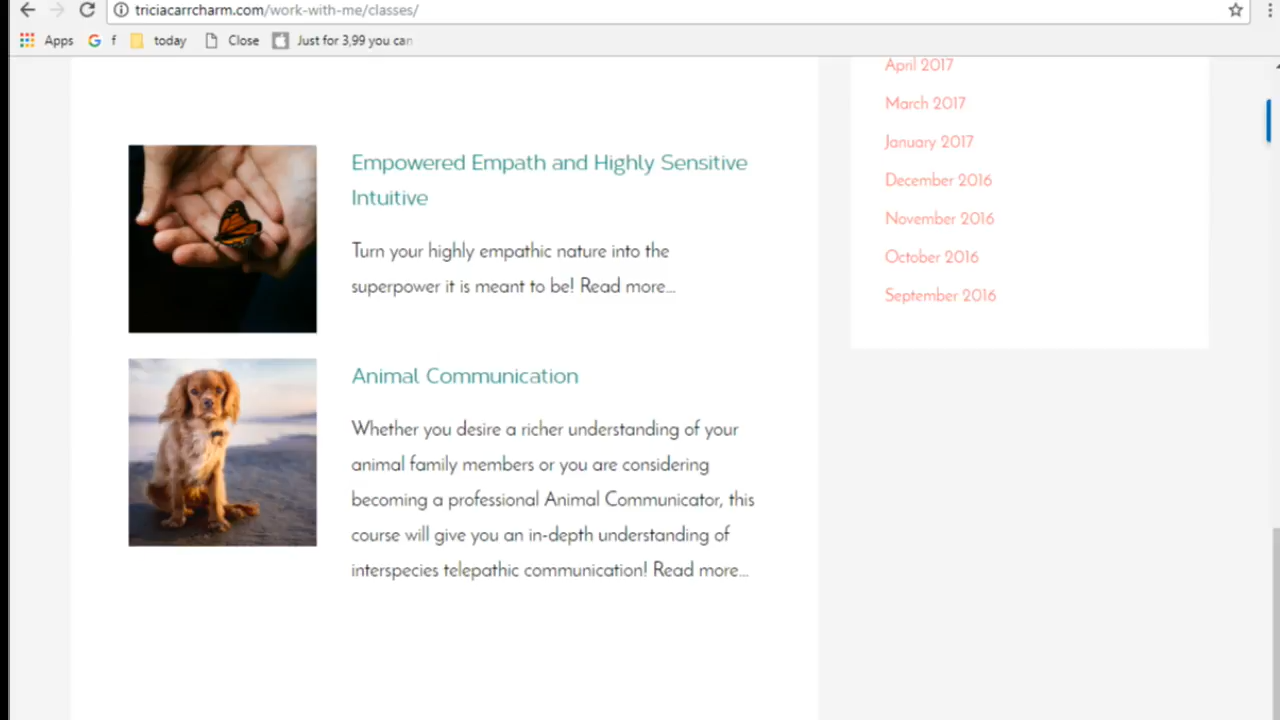 triciacarrcharm.com/work-with-me/classes/
Apps
f
today
Close
Just for 3,99 you can
April 2017
March 2017
January 2017
December 2016
November 2016
October 2016
September 2016
Empowered Empath and Highly Sensitive
Intuitive
Turn your highly empathic nature into the
superpower it is meant to be! Read more...
Animal Communication
Whether you desire a richer understanding of your
animal family members or you are considering
becoming a professional Animal Communicator, this
course will give you an in-depth understanding of
interspecies telepathic communication! Read more...